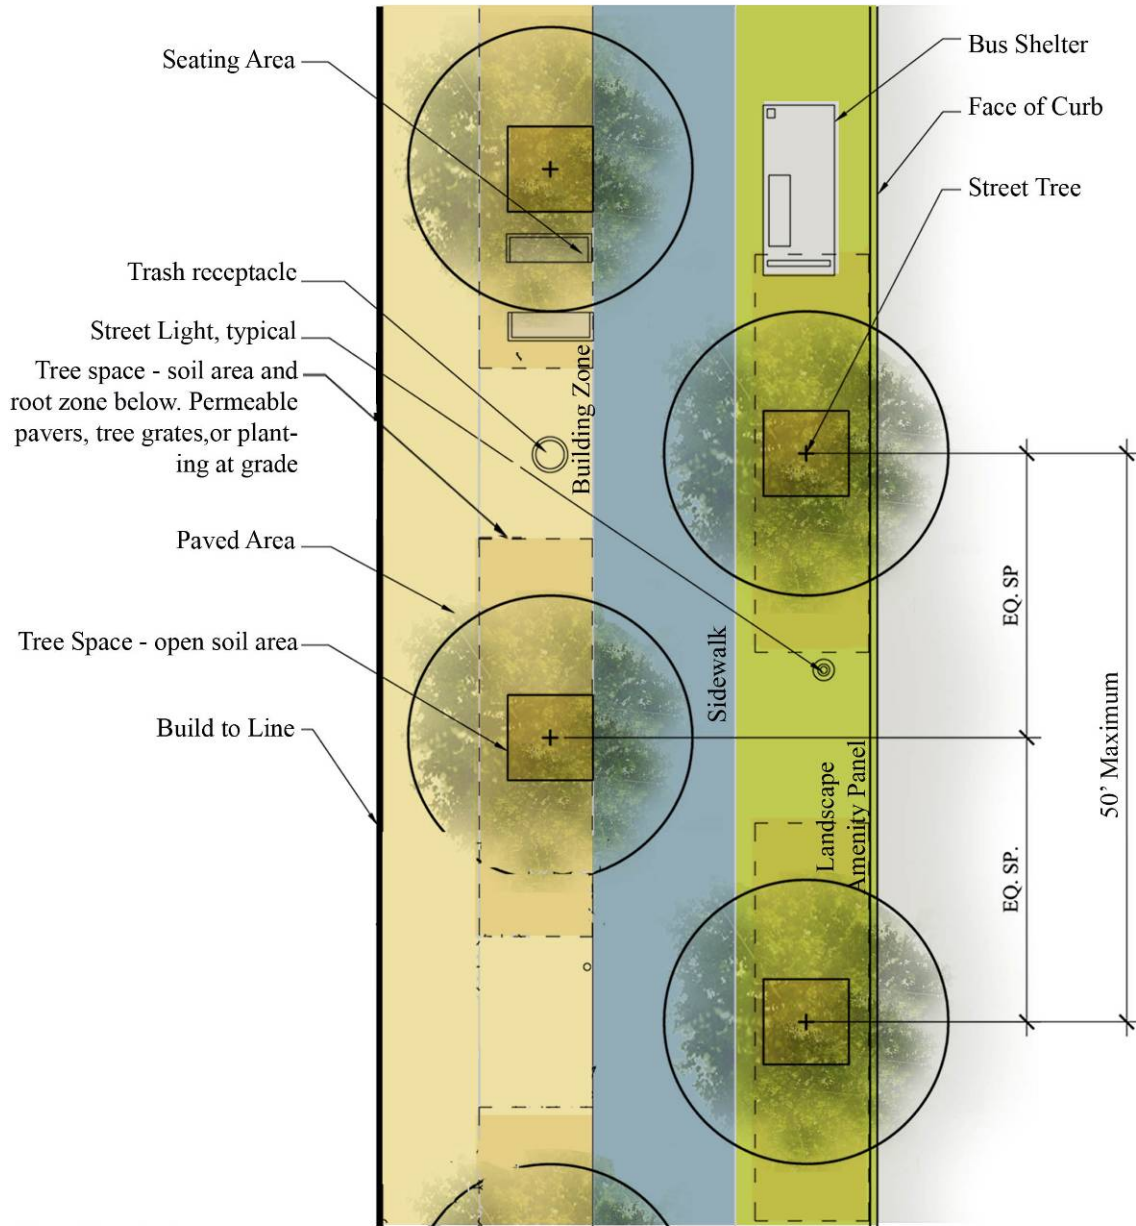 Seating Area
Trash receptacle
Street Light, typical
Tree space - soil area and
root zone below. Permeable
pavers, tree grates,or plant-
ing at grade
Paved Area
Tree Space - open soil area
Build to Line
Building Zone
Sidewalk
Landscape
Amenity Panel
Bus Shelter
Face of Curb
Street Tree
EQ. SP
EQ. SP.
50’ Maximum